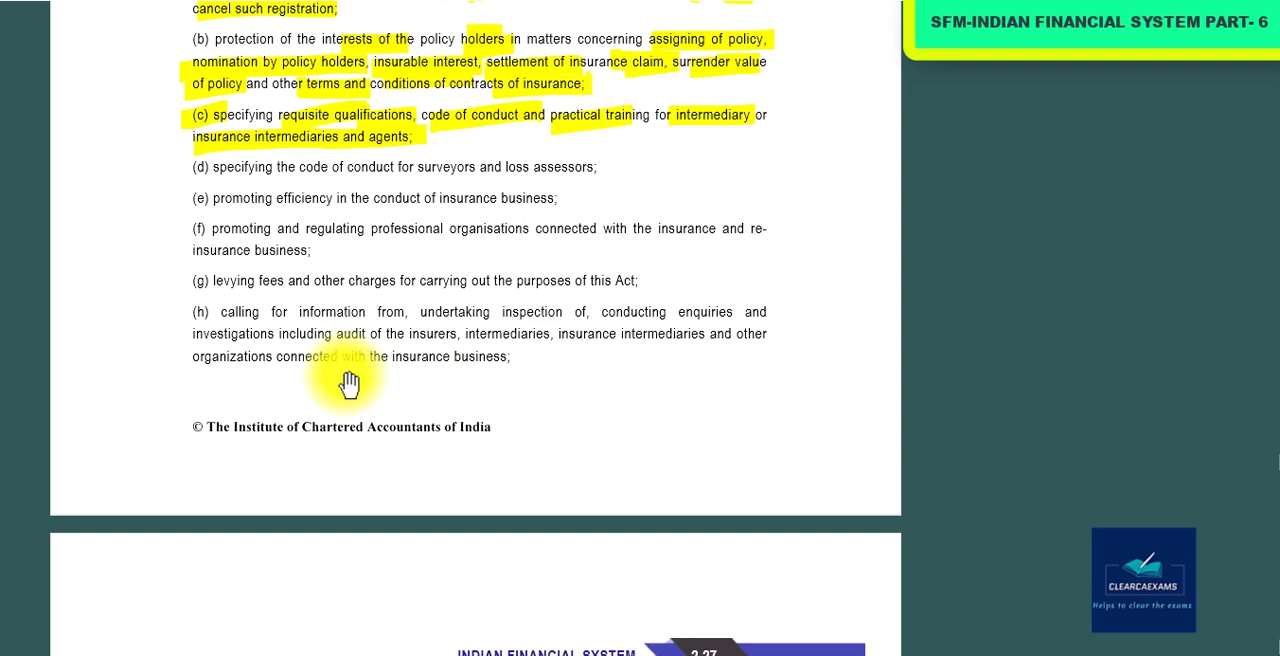 cancel such registration;
SFM-INDIAN FINANCIAL SYSTEM PART- 6
(b) protection of the interests of the policy holders in matters concerning assigning of policy,
nomination by policy holders, insurable interest, settlement of insurance claim, surrender value
of policy and other terms and conditions of contracts of insurance;
(c) specifying requisite qualifications, code of conduct and practical training for intermediary or
insurance intermediaries and agents;
(d) specifying the code of conduct for surveyors and loss assessors;
(e) promoting efficiency in the conduct of insurance business;
(f) promoting and regulating professional organisations connected with the insurance and re-
insurance business;
(g) levying fees and other charges for carrying out the purposes of this Act;
(h) calling for information from, undertaking inspection of, conducting enquiries and
investigations including audit of the insurers, intermediaries, insurance intermediaries and other
organizations connected with the insurance business;
© The Institute of Chartered Accountants of India
CLEARCAEXAMS
Helps to clear the exams
INDIAN FINANCIAL SYSTEM
2.27